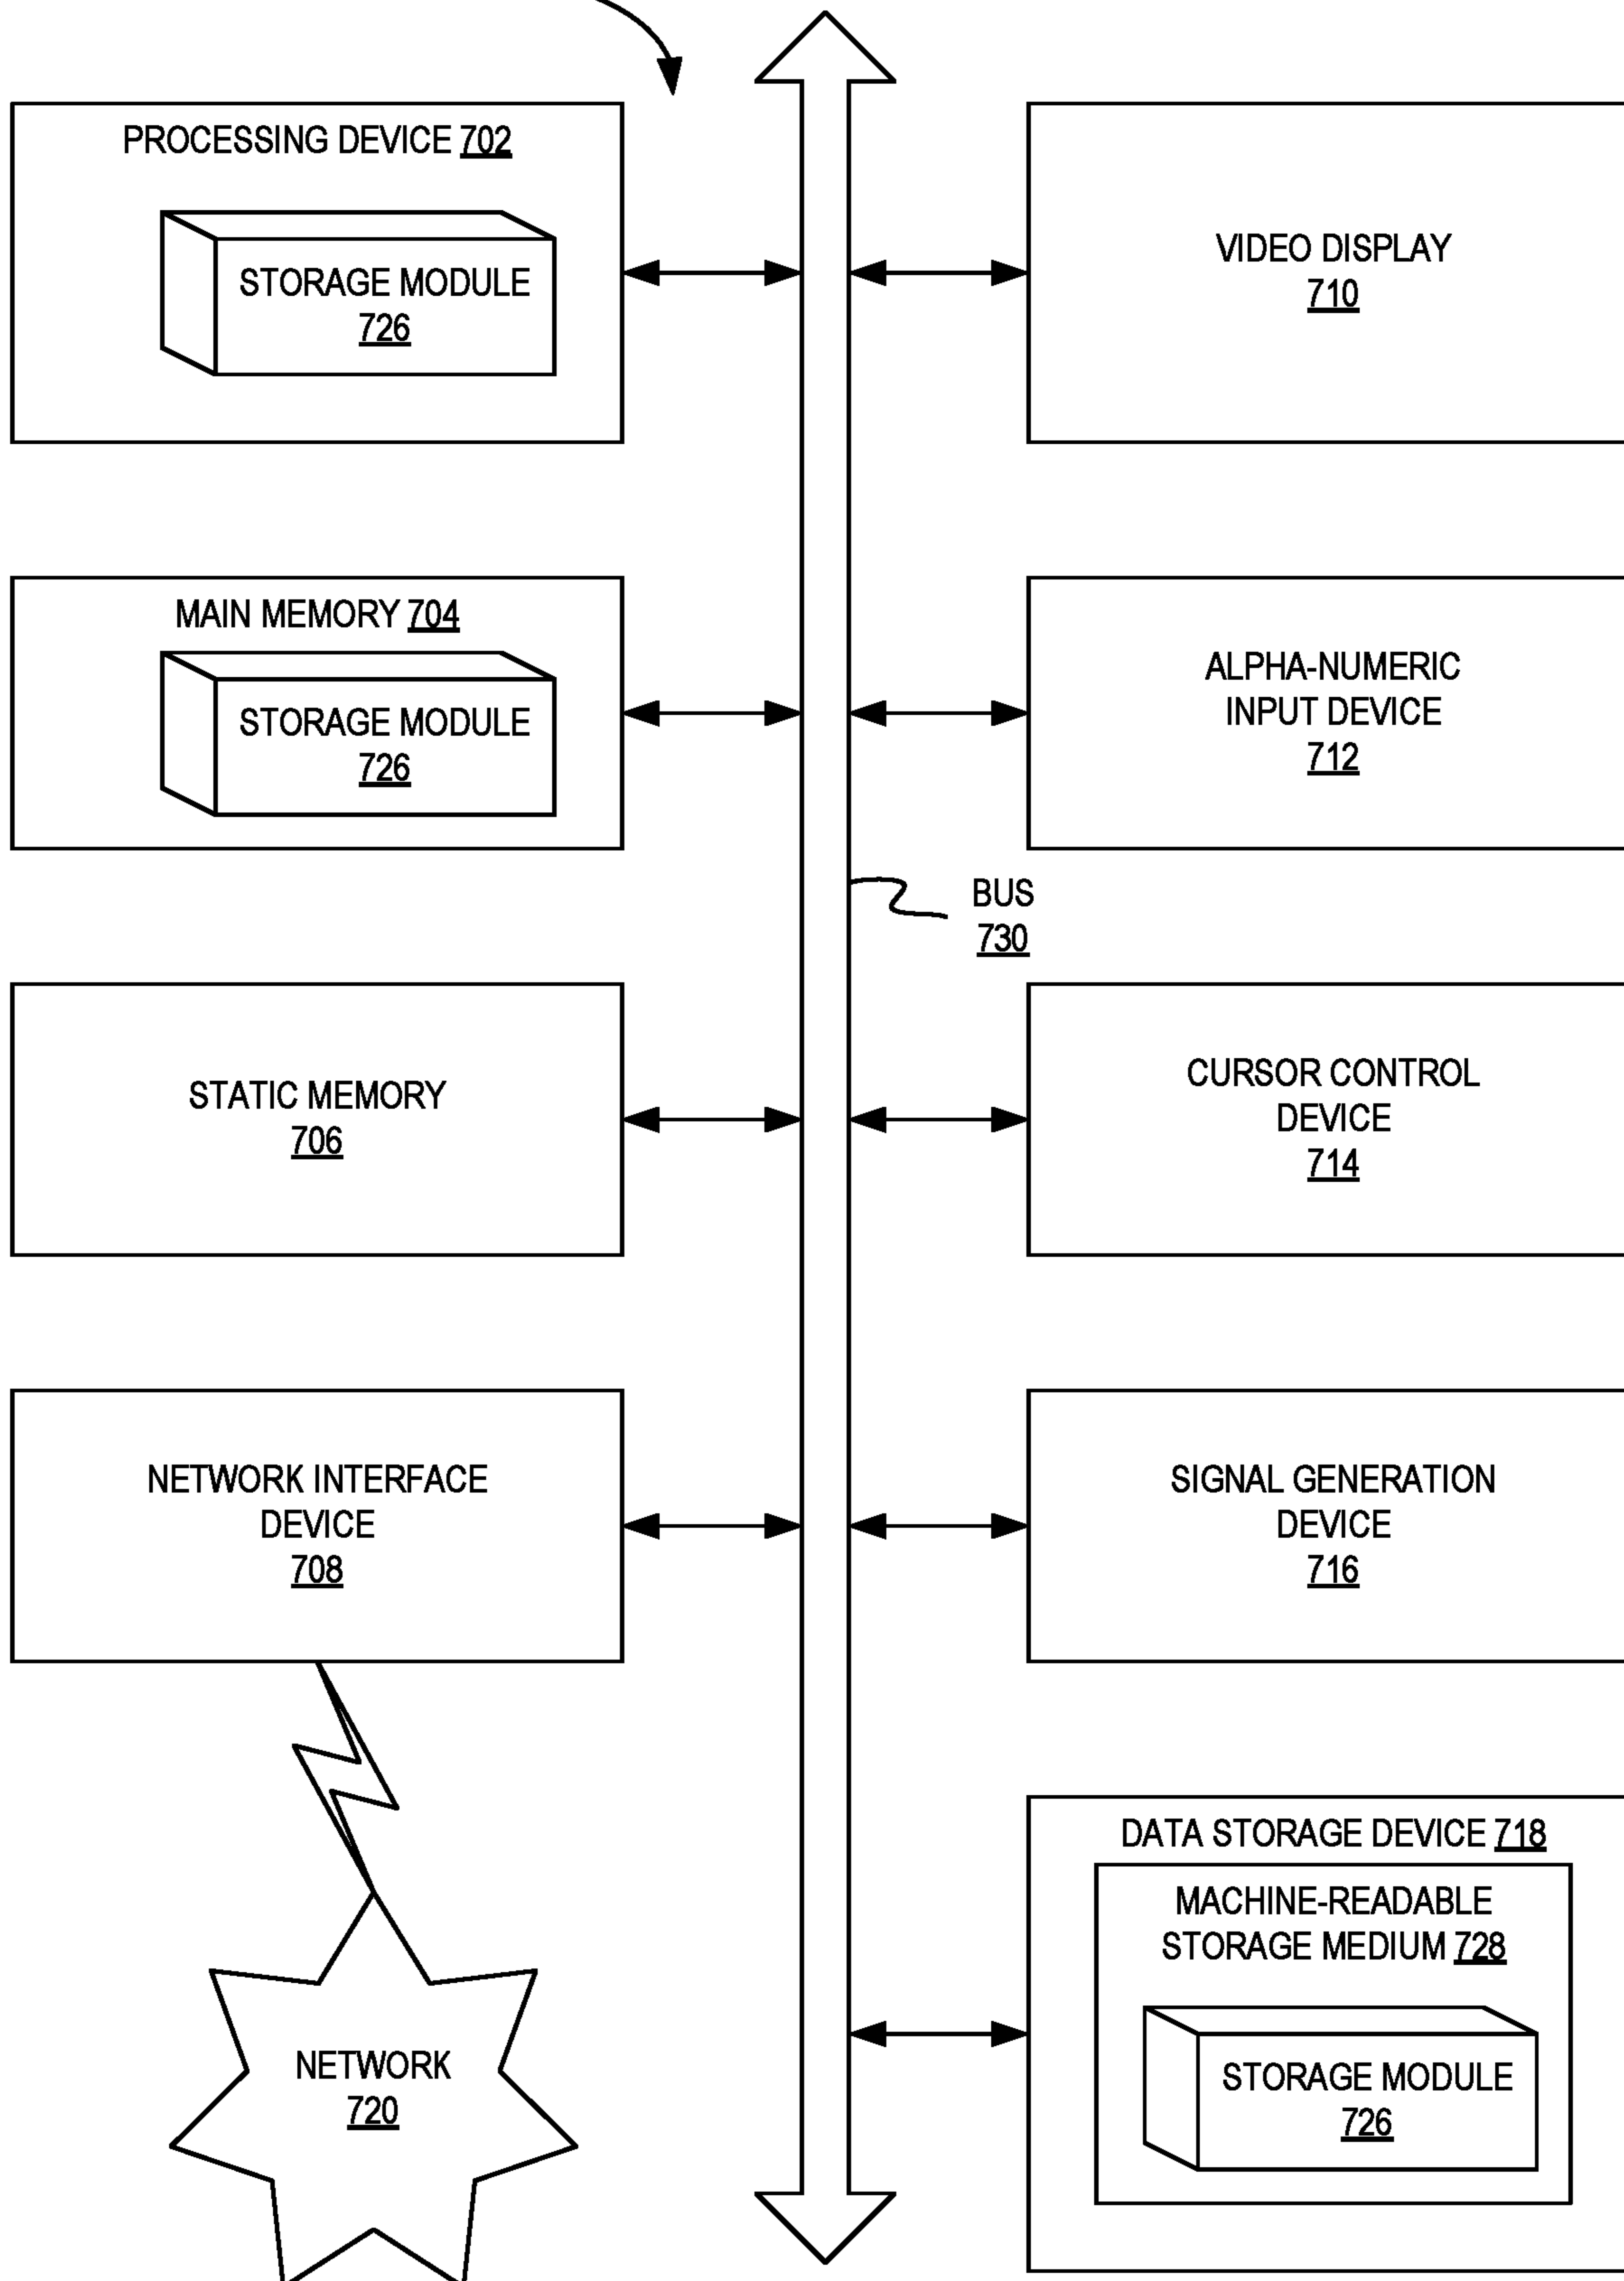 PROCESSING DEVICE 702
STORAGE MODULE
726
VIDEO DISPLAY
710
MAIN MEMORY 704
STORAGE MODULE
726
ALPHA-NUMERIC
INPUT DEVICE
712
BUS
730
STATIC MEMORY
706
CURSOR CONTROL
DEVICE
714
NETWORK INTERFACE
DEVICE
708
SIGNAL GENERATION
DEVICE
716
DATA STORAGE DEVICE 718
MACHINE-READABLE
STORAGE MEDIUM 728
STORAGE MODULE
726
NETWORK
720